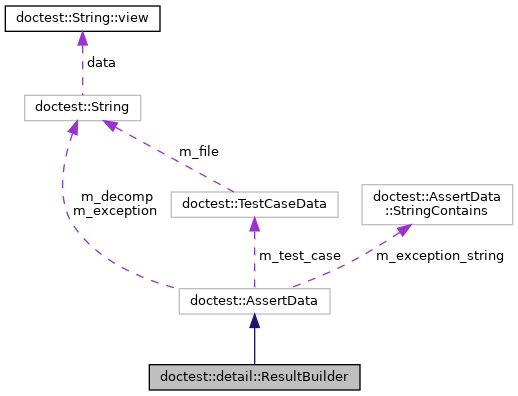 doctest::String::view
data
doctest::String
m_file
m_decomp
m_exception
doctest::TestCaseData
doctest::AssertData
::StringContains
m_test_case
m_exception_string
doctest::AssertData
doctest::detail::ResultBuilder